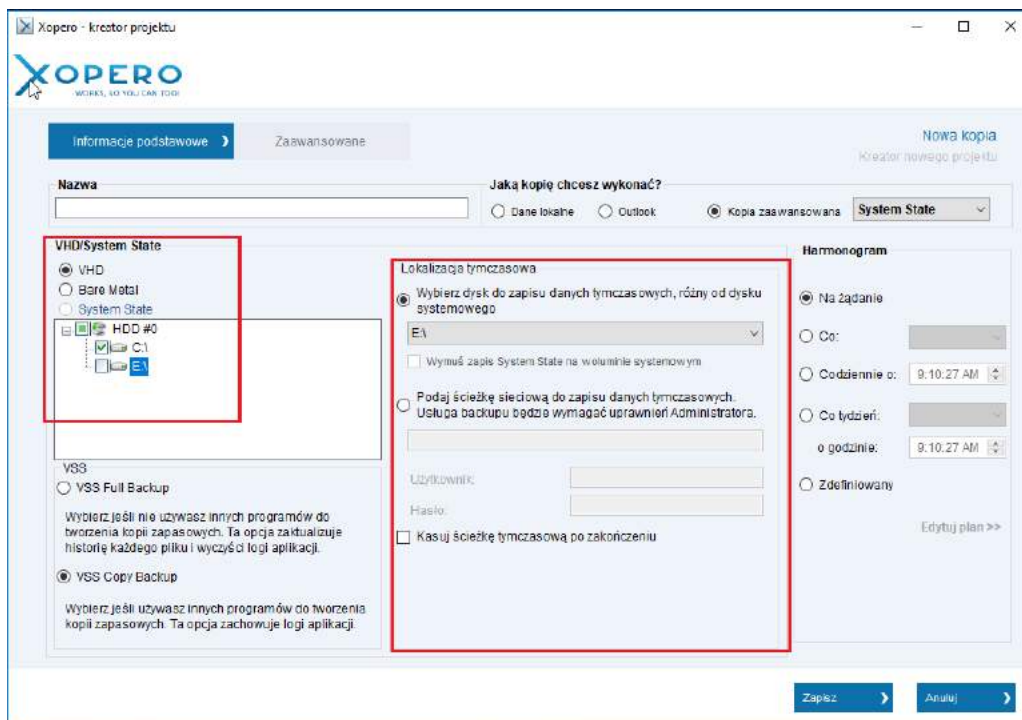 Xopero - kreator projektu
XOPERO
WORKS, SO YOU CAN TOO!
Informacje podstawowe
Zaawansowane
Nowa kopia
Kreator nowego projektu
Nazwa
Jaką kopię chcesz wykonać?
Dane lokalne
Outlook
Kopia zaawansowana
System State
VHD/System State
VHD
Bare Metal
System State
HDD #0
C:\
E:\
VSS
VSS Full Backup
Wybierz jeśli nie używasz innych programów do
tworzenia kopii zapasowych. Ta opcja zaktualizuje
historię każdego pliku i wyczyści logi aplikacji.
VSS Copy Backup
Wybierz jeśli używasz innych programów do tworzenia
kopii zapasowych. Ta opcja zachowuje logi aplikacji.
Lokalizacja tymczasowa
Wybierz dysk do zapisu danych tymczasowych, różny od dysku
systemowego
E:\
Wymuś zapis System State na woluminie systemowym
Podaj ścieżkę sieciową do zapisu danych tymczasowych.
Usługa backupu będzie wymagać uprawnień Administratora.
Użytkownik:
Hasło:
Kasuj ścieżkę tymczasową po zakończeniu
Harmonogram
Na żądanie
Co:
Codziennie o: 9:10:27 AM
Co tydzień:
o godzinie: 9:10:27 AM
Zdefiniowany
Edytuj plan >>
Zapisz
Anuluj